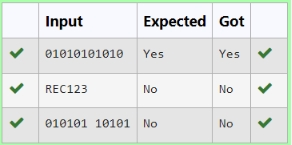 Input Expected Got
01010101010 Yes Yes
REC123 No No
010101 10101 No No